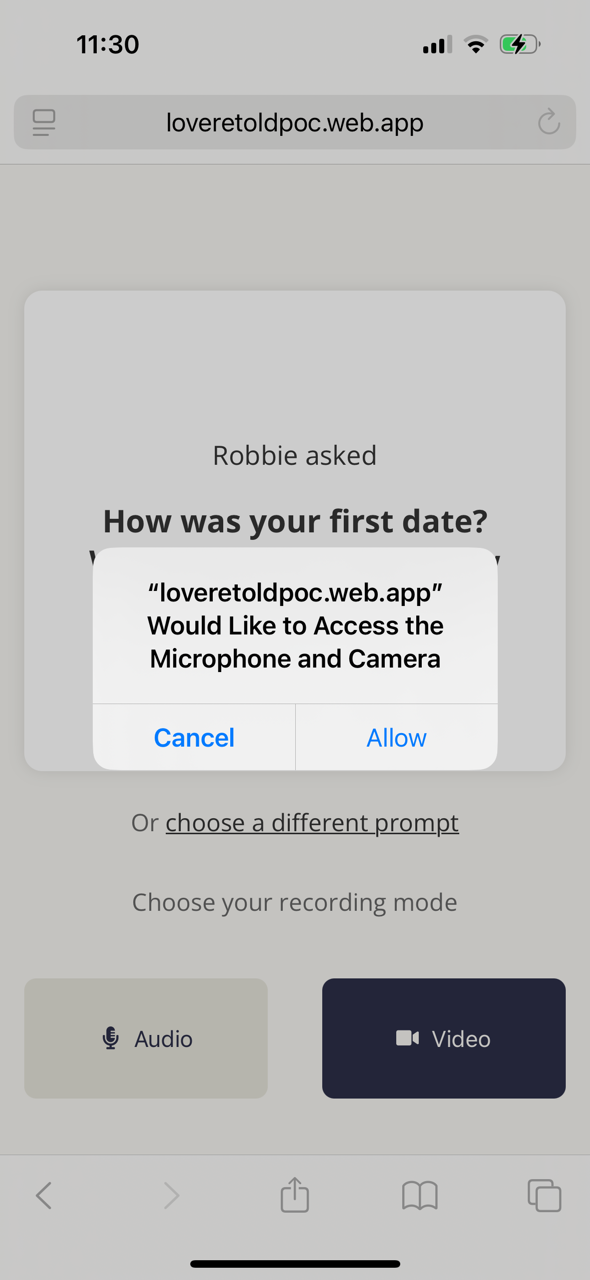 11:30
loveretoldpoc.web.app
Robbie asked
How was your first date?
“loveretoldpoc.web.app”
Would Like to Access the
Microphone and Camera
Cancel
Allow
Or choose a different prompt
Choose your recording mode
Audio
Video